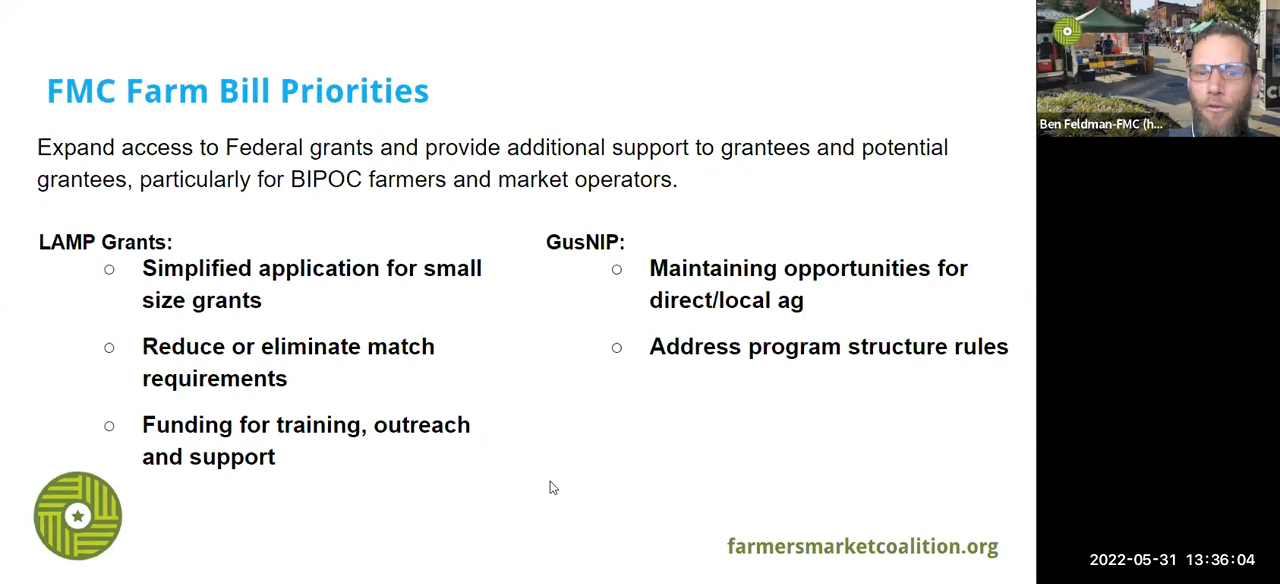 FMC Farm Bill Priorities
Expand access to Federal grants and provide additional support to grantees and potential
grantees, particularly for BIPOC farmers and market operators.
LAMP Grants:
○ Simplified application for small
size grants
○ Reduce or eliminate match
requirements
○ Funding for training, outreach
and support
GusNIP:
○ Maintaining opportunities for
direct/local ag
○ Address program structure rules
farmersmarketcoalition.org
Ben Feldman-FMC (h...
2022-05-31 13:36:04